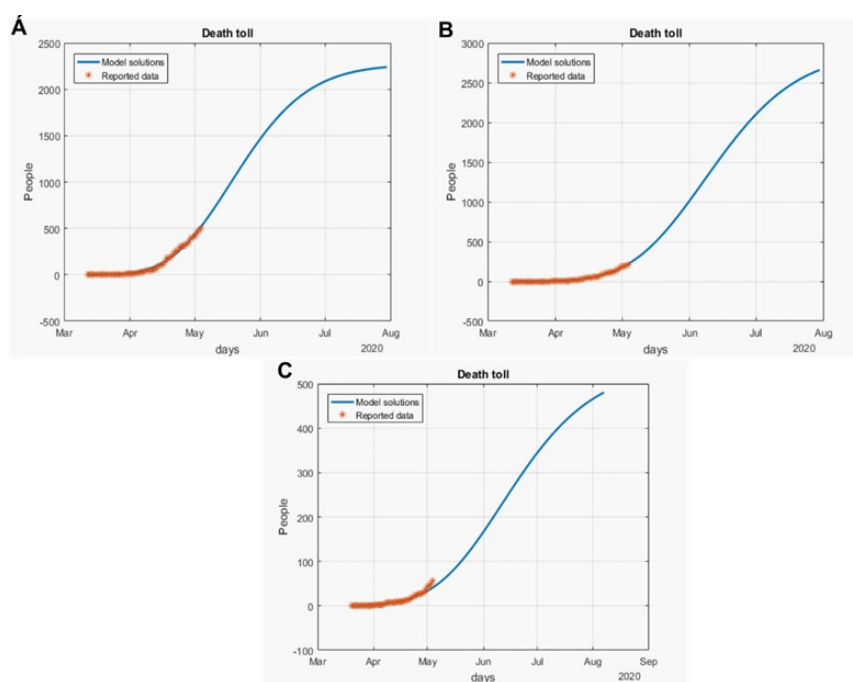 Á
Death toll
2500
2000
1500
1000
500
0
-500
People
Model solutions
Reported data
Mar Apr May Jun Jul Aug
days 2020
B
Death toll
3000
2500
2000
1500
1000
500
0
-500
People
Model solutions
Reported data
Mar Apr May Jun Jul Aug
days 2020
C
Death toll
500
400
300
200
100
0
-100
People
Model solutions
Reported data
Mar Apr May Jun Jul Aug Sep
days 2020